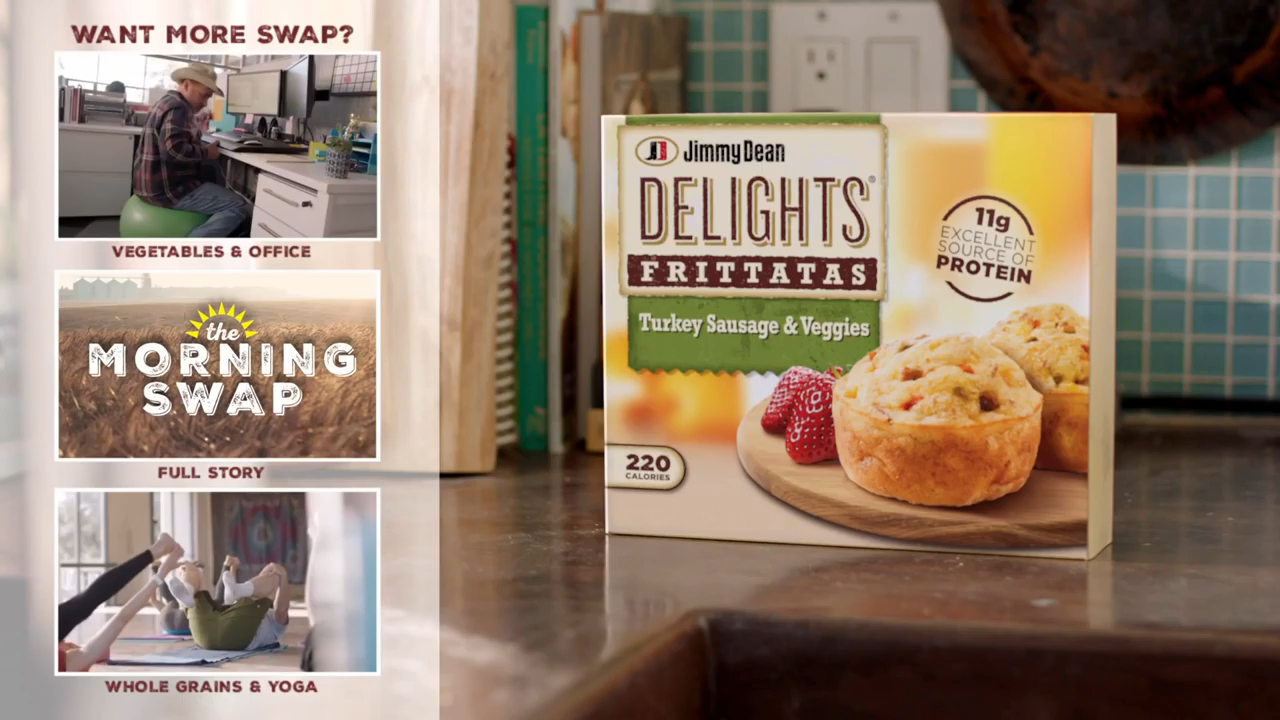 WANT MORE SWAP?
VEGETABLES & OFFICE
the
MORNING
SWAP
FULL STORY
WHOLE GRAINS & YOGA
Jimmy Dean
DELIGHTS®
FRITTATAS
Turkey Sausage & Veggies
11g
EXCELLENT
SOURCE OF
PROTEIN
220
CALORIES